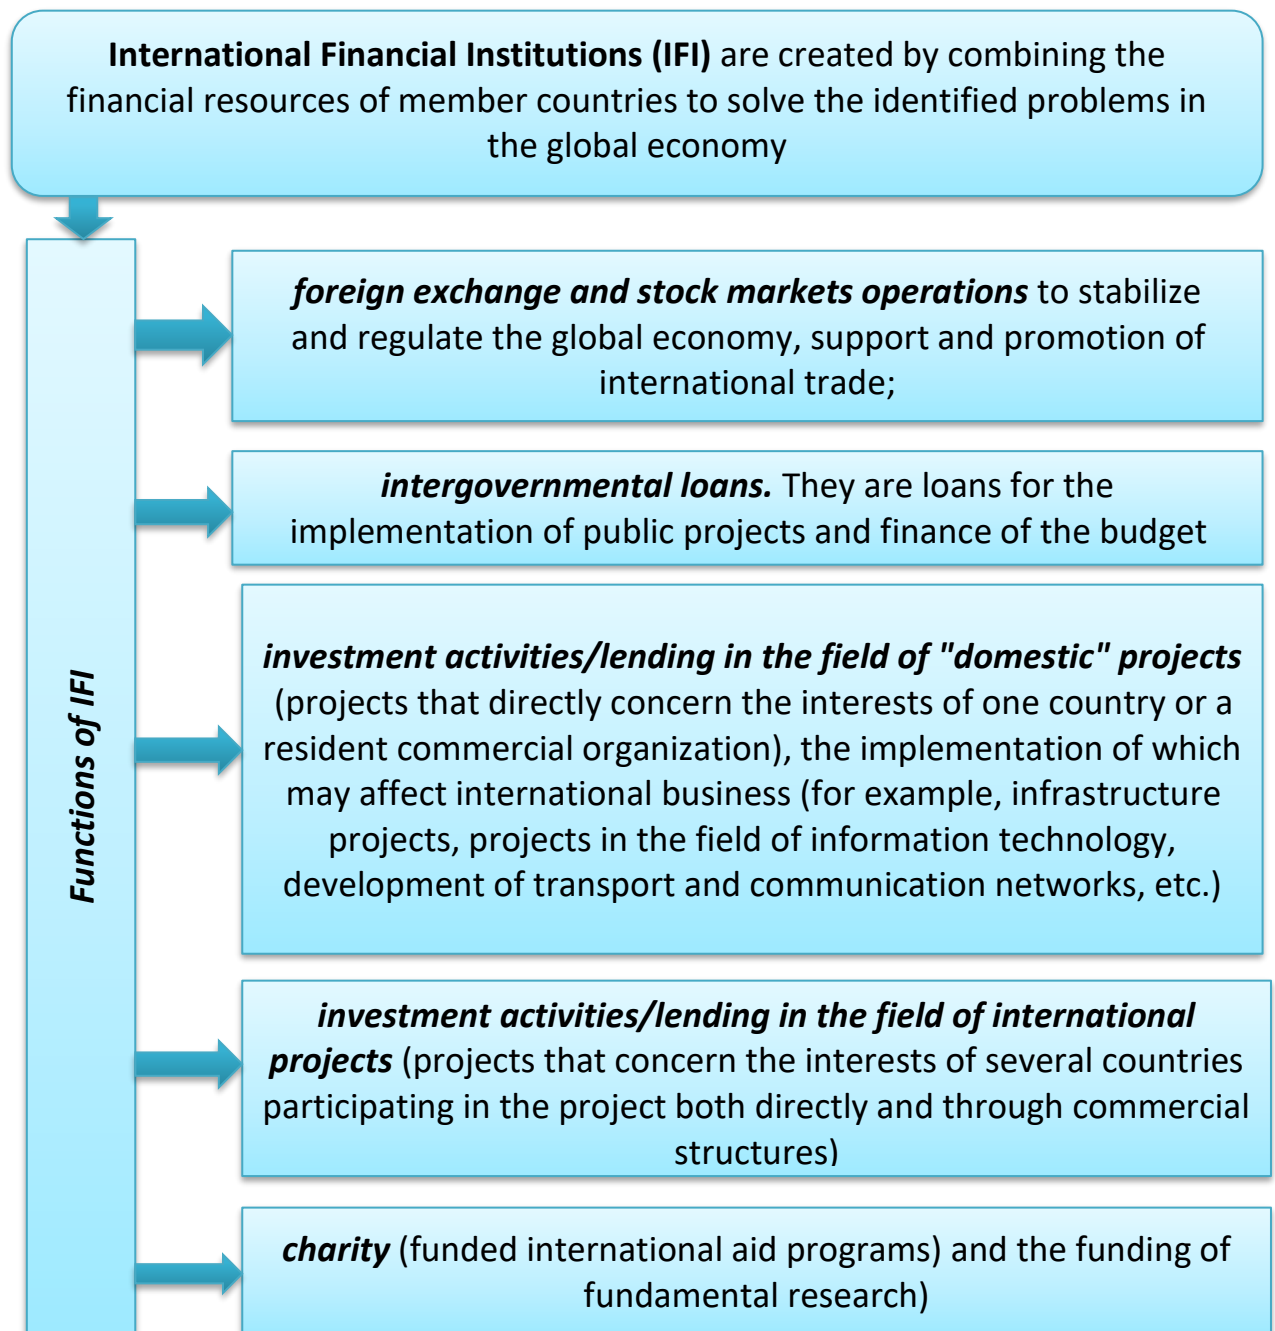 International Financial Institutions (IFI) are created by combining the
financial resources of member countries to solve the identified problems in
the global economy
Functions of IFI
foreign exchange and stock markets operations to stabilize
and regulate the global economy, support and promotion of
international trade;
intergovernmental loans. They are loans for the
implementation of public projects and finance of the budget
investment activities/lending in the field of "domestic" projects
(projects that directly concern the interests of one country or a
resident commercial organization), the implementation of which
may affect international business (for example, infrastructure
projects, projects in the field of information technology,
development of transport and communication networks, etc.)
investment activities/lending in the field of international
projects (projects that concern the interests of several countries
participating in the project both directly and through commercial
structures)
charity (funded international aid programs) and the funding of
fundamental research)